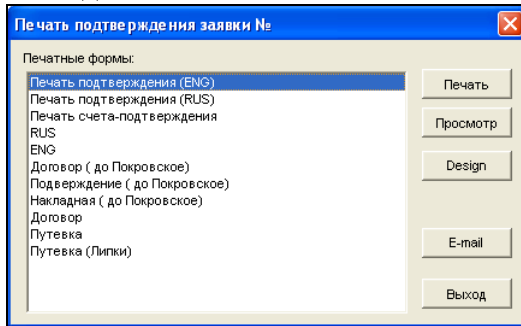 Печать подтверждения заявки №
Печатные формы:
Печать подтверждения (ENG)
Печать подтверждения (RUS)
Печать счета-подтверждения
RUS
ENG
Договор ( до Покровское)
Подверждение ( до Покровское)
Накладная ( до Покровское)
Договор
Путевка
Путевка (Липки)
Печать
Просмотр
Design
E-mail
Выход